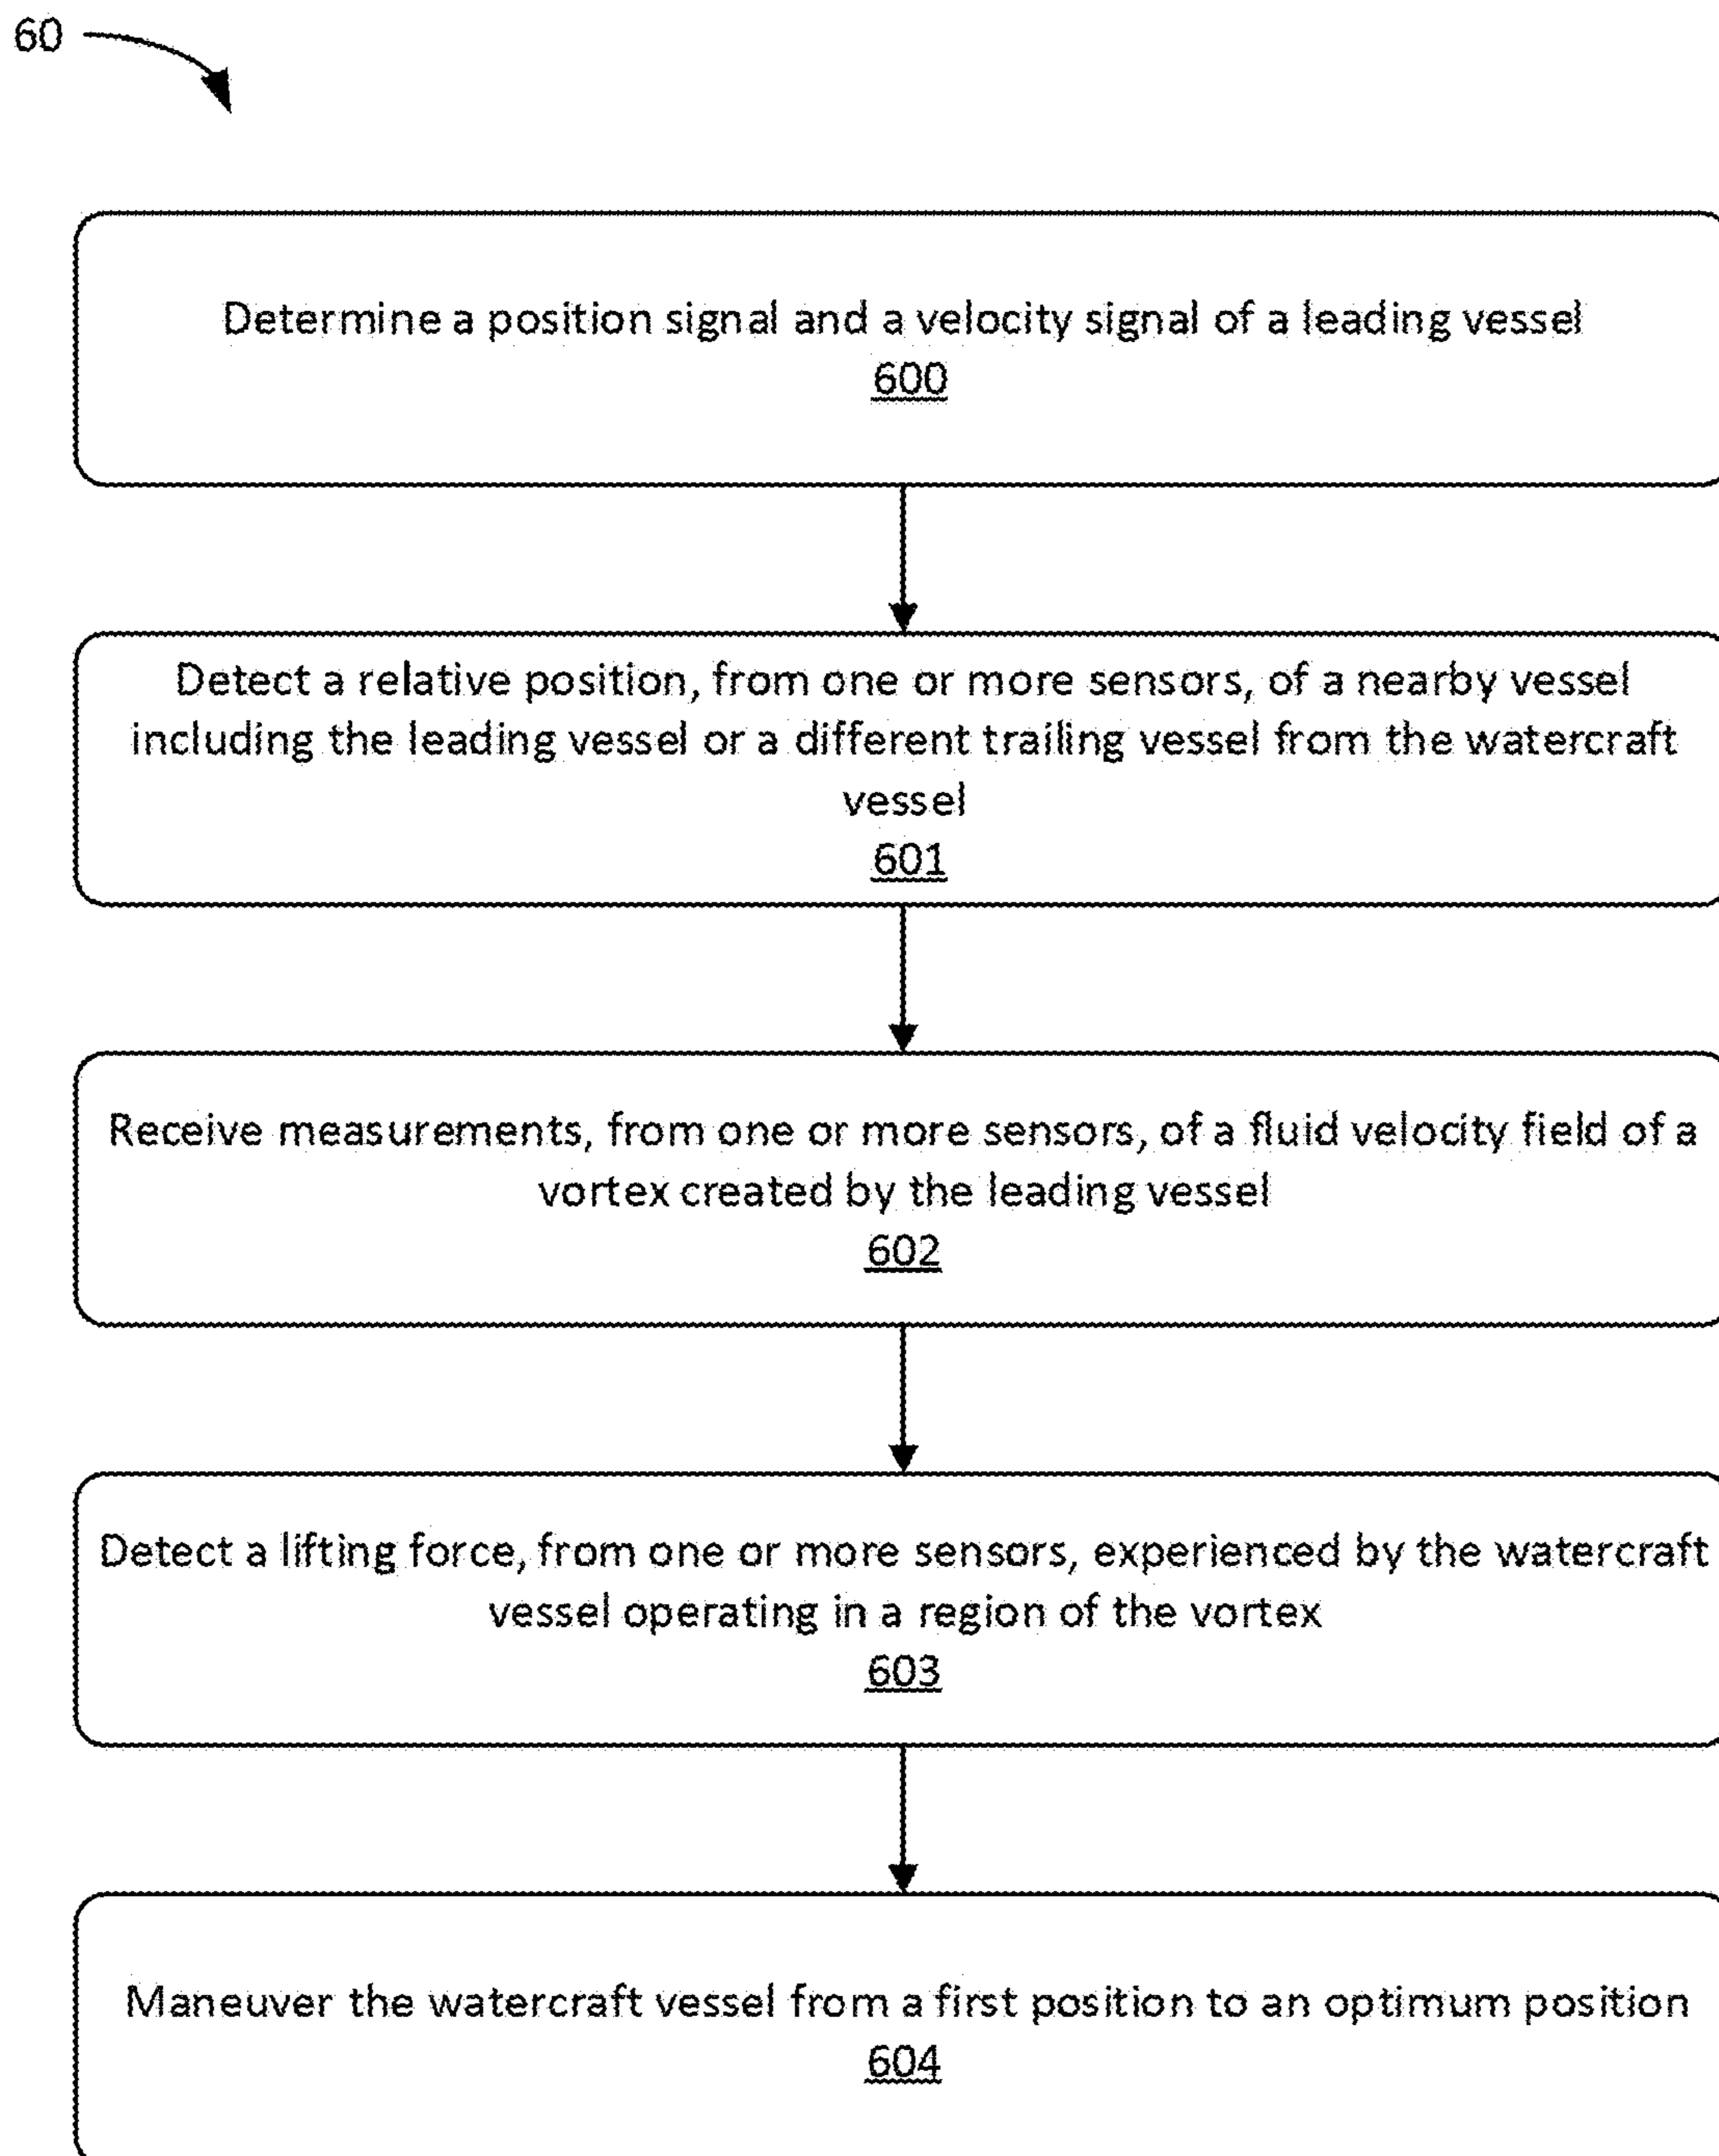 60
Determine a position signal and a velocity signal of a leading vessel
600
Detect a relative position, from one or more sensors, of a nearby vessel
including the leading vessel or a different trailing vessel from the watercraft
vessel
601
Receive measurements, from one or more sensors, of a fluid velocity field of a
vortex created by the leading vessel
602
Detect a lifting force, from one or more sensors, experienced by the watercraft
vessel operating in a region of the vortex
603
Maneuver the watercraft vessel from a first position to an optimum position
604